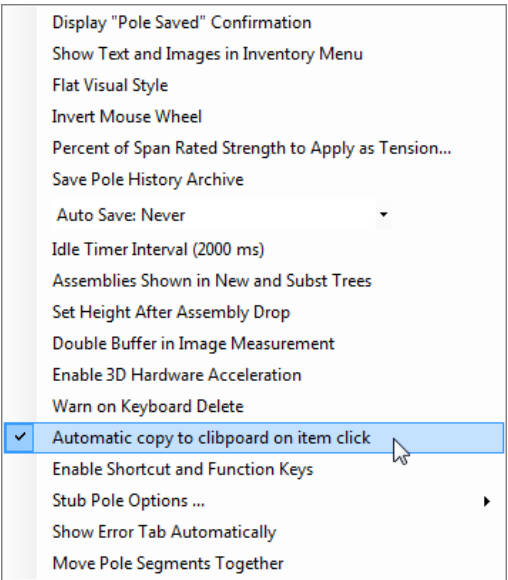 Display "Pole Saved" Confirmation
Show Text and Images in Inventory Menu
Flat Visual Style
Invert Mouse Wheel
Percent of Span Rated Strength to Apply as Tension...
Save Pole History Archive
Auto Save: Never
Idle Timer Interval (2000 ms)
Assemblies Shown in New and Subst Trees
Set Height After Assembly Drop
Double Buffer in Image Measurement
Enable 3D Hardware Acceleration
Warn on Keyboard Delete
Automatic copy to clibpoard on item click
Enable Shortcut and Function Keys
Stub Pole Options ...
Show Error Tab Automatically
Move Pole Segments Together